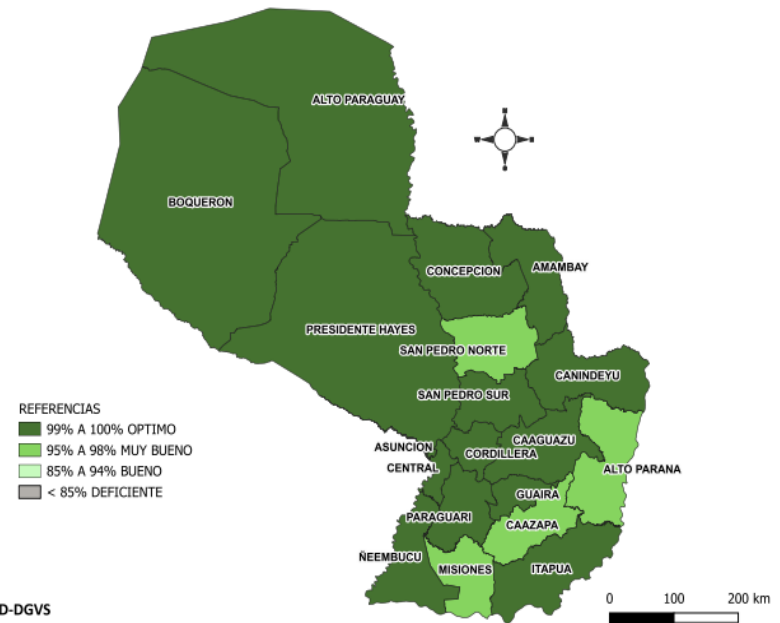 ALTO PARAGUAY
BOQUERON
CONCEPCION
AMAMBAY
PRESIDENTE HAYES
SAN PEDRO NORTE
CANINDEYU
SAN PEDRO SUR
REFERENCIAS
99% A 100% OPTIMO
95% A 98% MUY BUENO
85% A 94% BUENO
< 85% DEFICIENTE
ASUNCION
CAAGUAZU
CORDILLERA
CENTRAL
ALTO PARANA
GUAIRA
PARAGUARI
CAAZAPA
ÑEEMBUCU
MISIONES
ITAPUA
0 100 200 km
D-DGVS